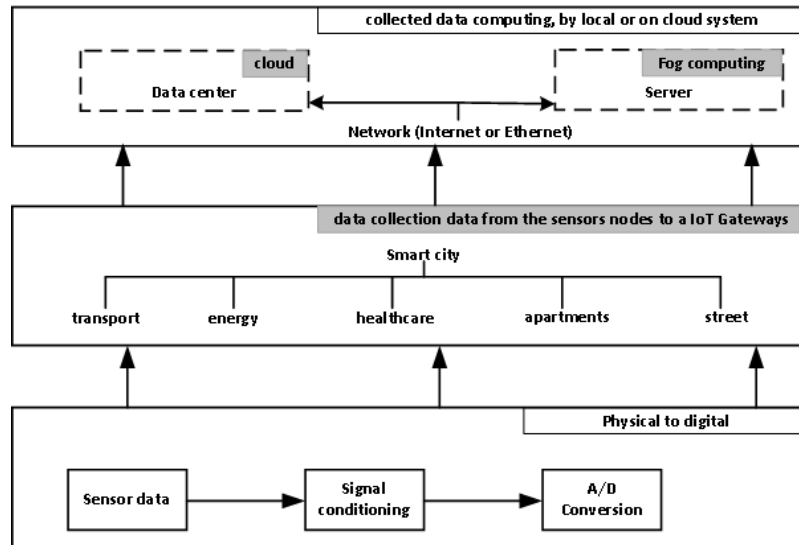 collected data computing, by local or on cloud system
cloud
Data center
Fog computing
Server
Network (Internet or Ethernet)
data collection data from the sensors nodes to a IoT Gateways
Smart city
transport energy healthcare apartments street
Physical to digital
Sensor data
Signal
conditioning
A/D
Conversion